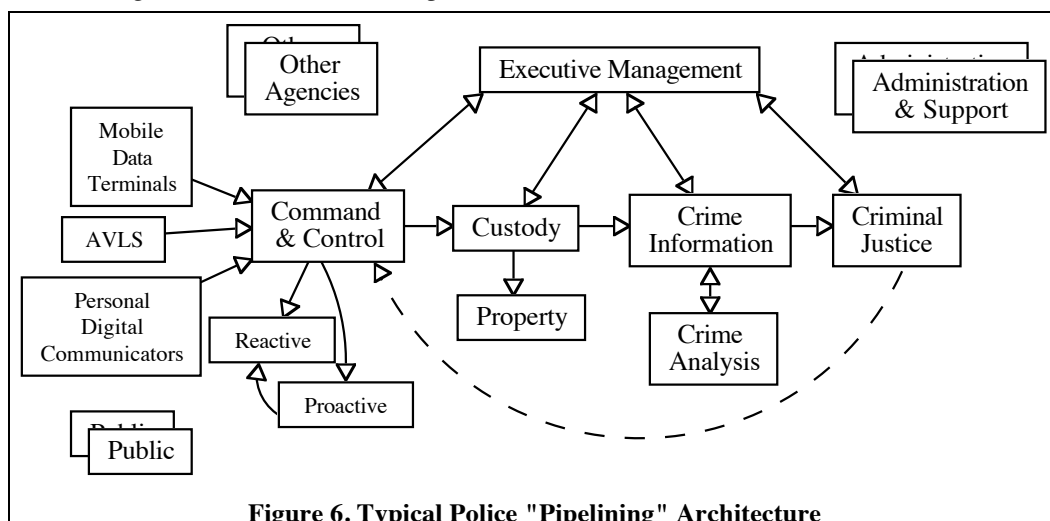 Other
Agencies
Executive Management
Administration
& Support
Mobile
Data
Terminals
Command
& Control
Custody
Crime
Information
Criminal
Justice
AVLS
Personal
Digital
Communicators
Reactive
Proactive
Property
Crime
Analysis
Public
Public
Figure 6. Typical Police "Pipelining" Architecture